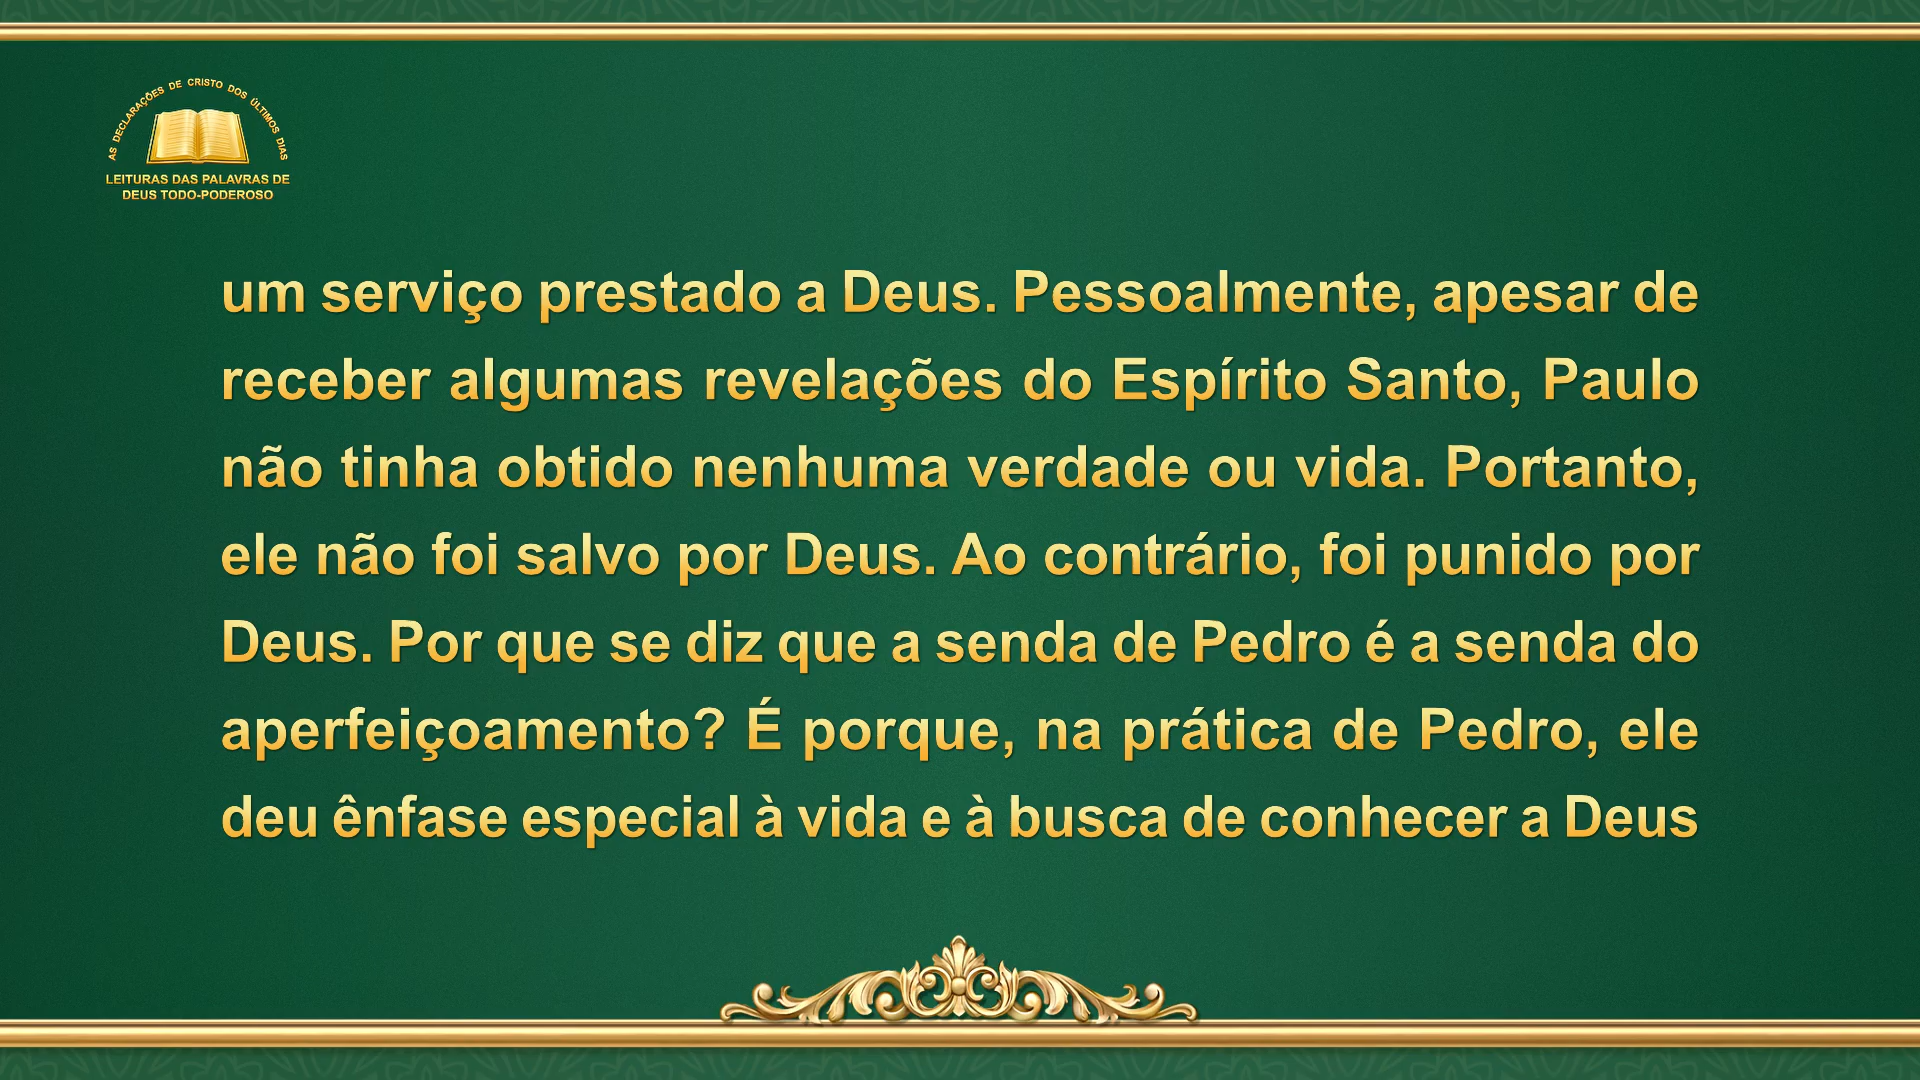 AS DECLARAÇÕES DE CRISTO DOS ÚLTIMOS DIAS
LEITURAS DAS PALAVRAS DE
DEUS TODO-PODEROSO
um serviço prestado a Deus. Pessoalmente, apesar de
receber algumas revelações do Espírito Santo, Paulo
não tinha obtido nenhuma verdade ou vida. Portanto,
ele não foi salvo por Deus. Ao contrário, foi punido por
Deus. Por que se diz que a senda de Pedro é a senda do
aperfeiçoamento? É porque, na prática de Pedro, ele
deu ênfase especial à vida e à busca de conhecer a Deus